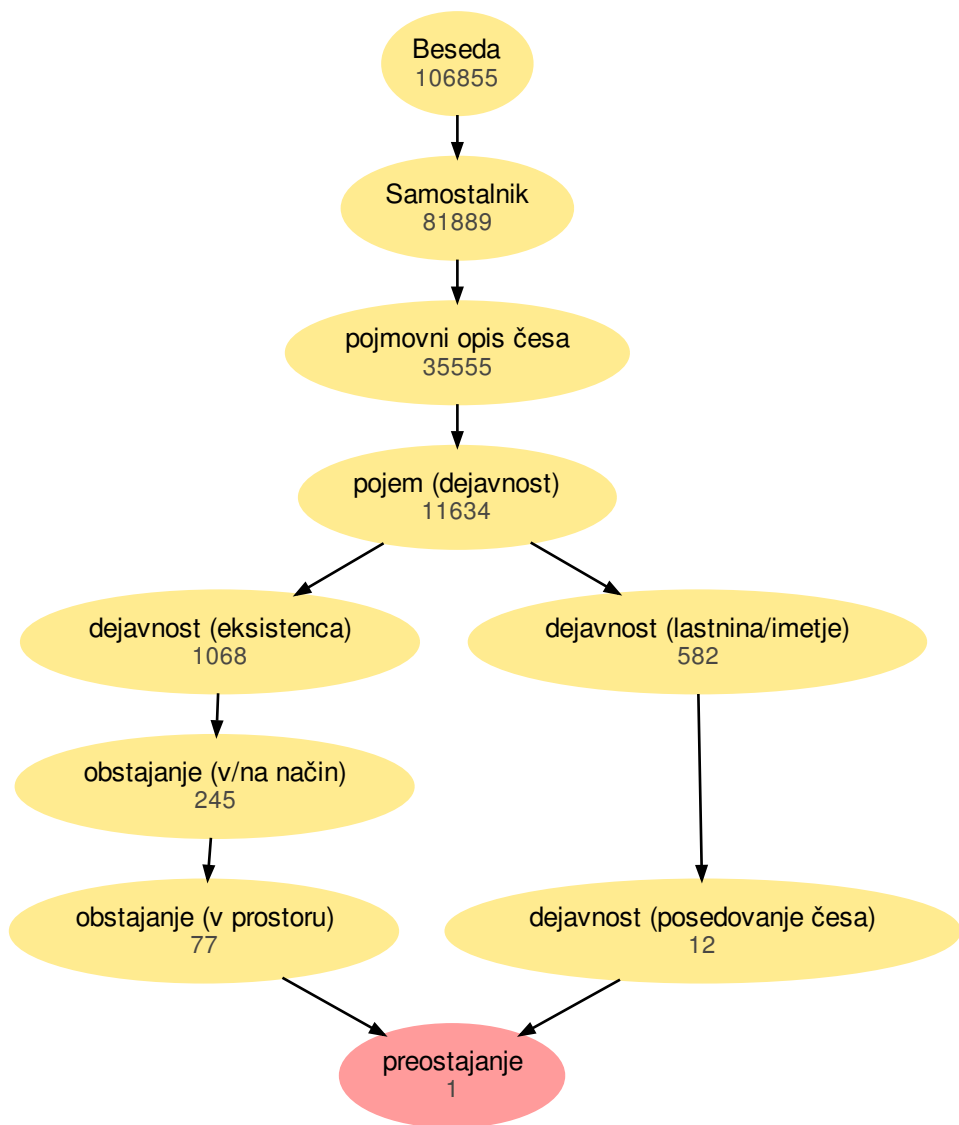 Beseda
106855
Samostalnik
81889
pojmovni opis česa
35555
pojem (dejavnost)
11634
dejavnost (eksistenca)
1068
dejavnost (lastnina/imetje)
582
obstajanje (v/na način)
245
obstajanje (v prostoru)
77
dejavnost (posedovanje česa)
12
preostajanje
1